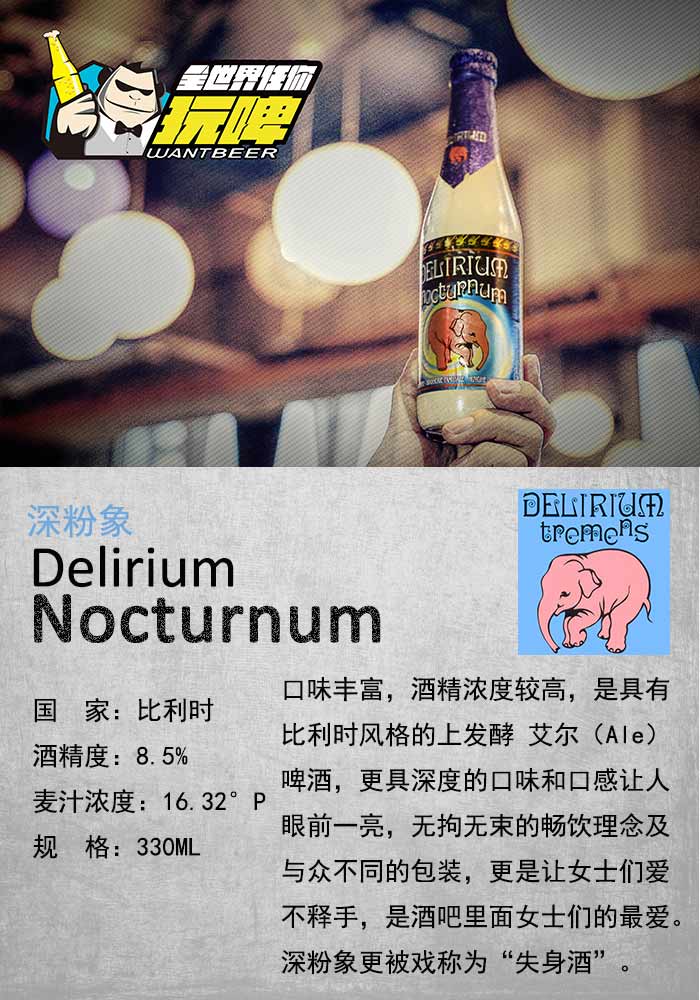 全世界任你
玩啤
WANTBEER
DELIRIUM
DELIRIUM
nocturnum
深粉象
Delirium
Nocturnum
DELIRIUM
tremens
国 家：比利时
酒精度：8.5%
麦汁浓度：16.32°P
规 格：330ML
口味丰富，酒精浓度较高，是具有
比利时风格的上发酵 艾尔（Ale）
啤酒，更具深度的口味和口感让人
眼前一亮，无拘无束的畅饮理念及
与众不同的包装，更是让女士们爱
不释手，是酒吧里面女士们的最爱。
深粉象更被戏称为“失身酒”。